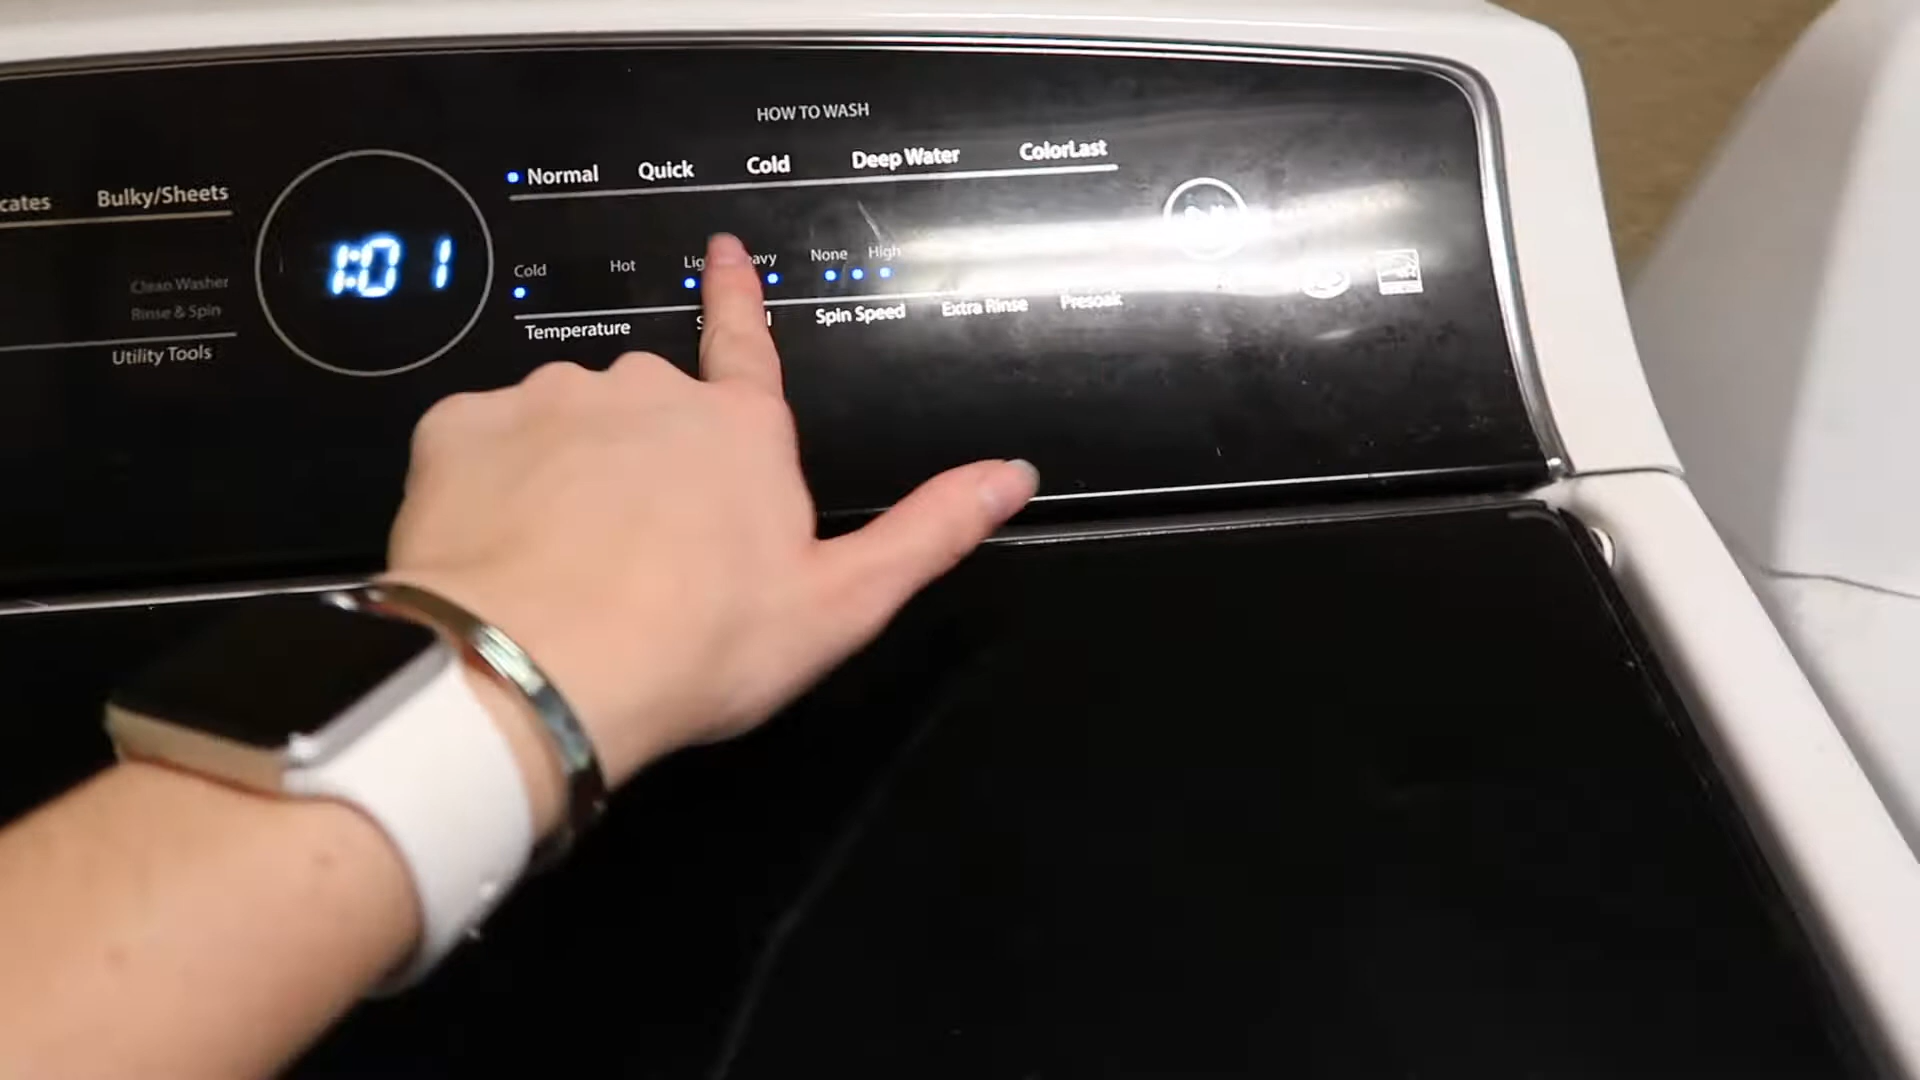 HOW TO WASH
Normal Quick Cold Deep Water ColorLast
Bulky/Sheets
1:01
Cold Hot None High
Clean Washer
Rinse & Spin
Temperature Spin Speed Extra Rinse Presoak
Utility Tools